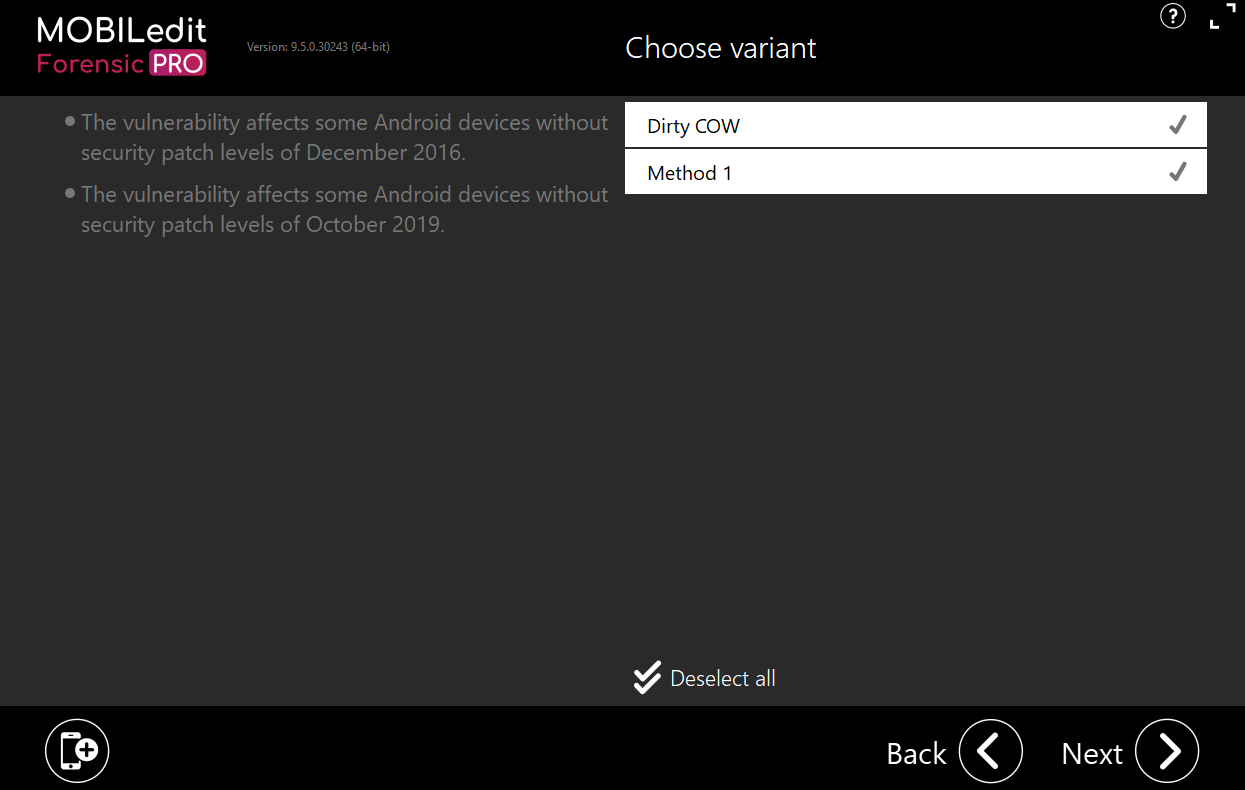 MOBILedit
Forensic PRO
Version: 9.5.0.30243 (64-bit)
Choose variant
?
The vulnerability affects some Android devices without
security patch levels of December 2016.
The vulnerability affects some Android devices without
security patch levels of October 2019.
Dirty COW
Method 1
Deselect all
Back
Next